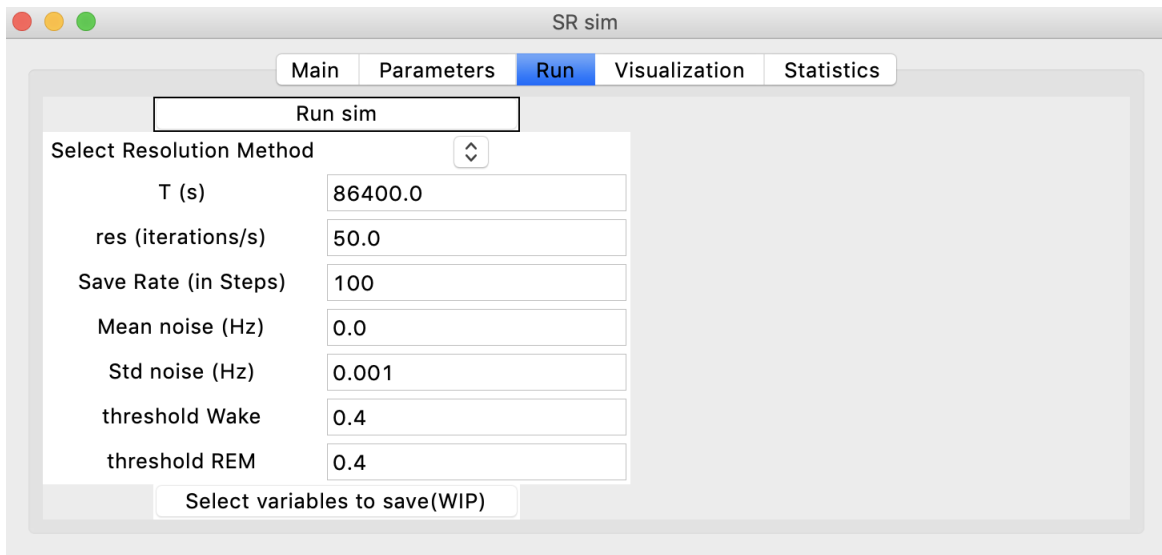 SR sim
Main Parameters Run Visualization Statistics
Run sim
Select Resolution Method
T (s) 86400.0
res (iterations/s) 50.0
Save Rate (in Steps) 100
Mean noise (Hz) 0.0
Std noise (Hz) 0.001
threshold Wake 0.4
threshold REM 0.4
Select variables to save(WIP)